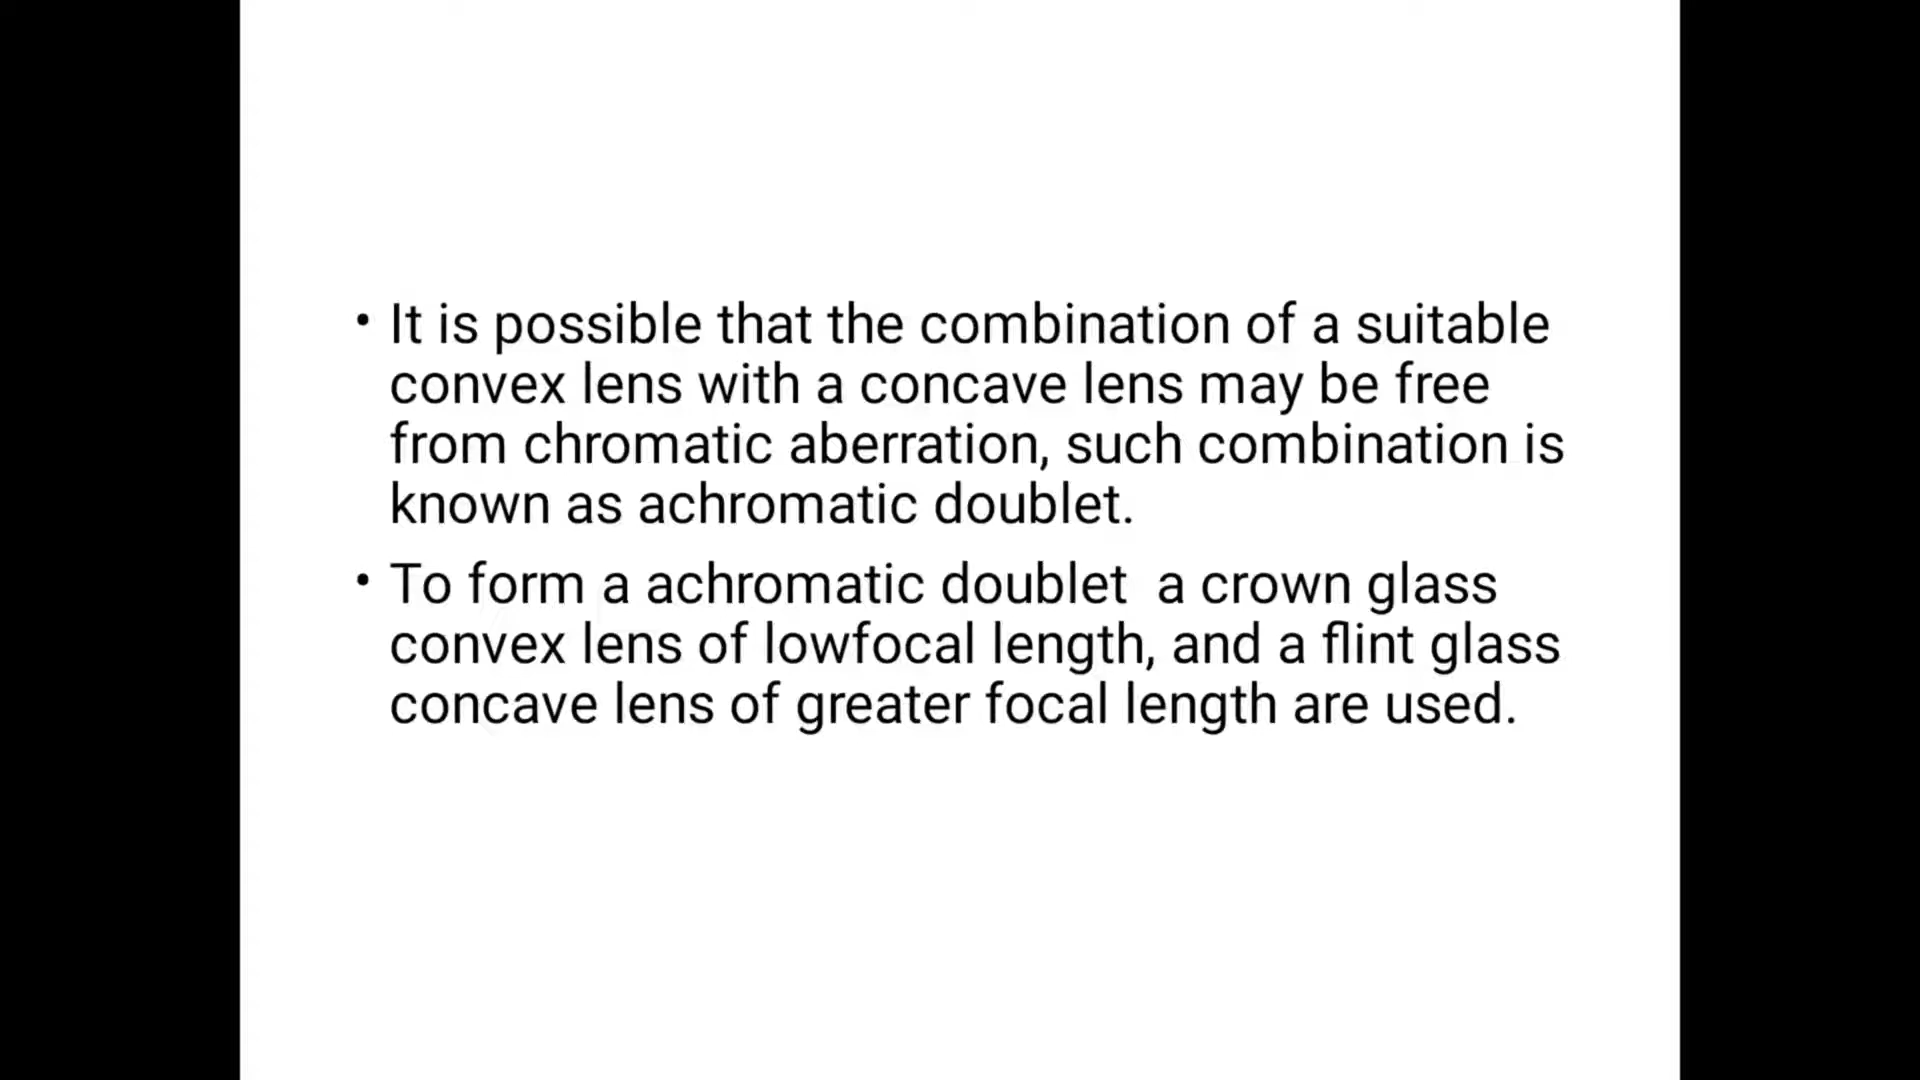 • It is possible that the combination of a suitable
convex lens with a concave lens may be free
from chromatic aberration, such combination is
known as achromatic doublet.
• To form a achromatic doublet  a crown glass
convex lens of lowfocal length, and a flint glass
concave lens of greater focal length are used.